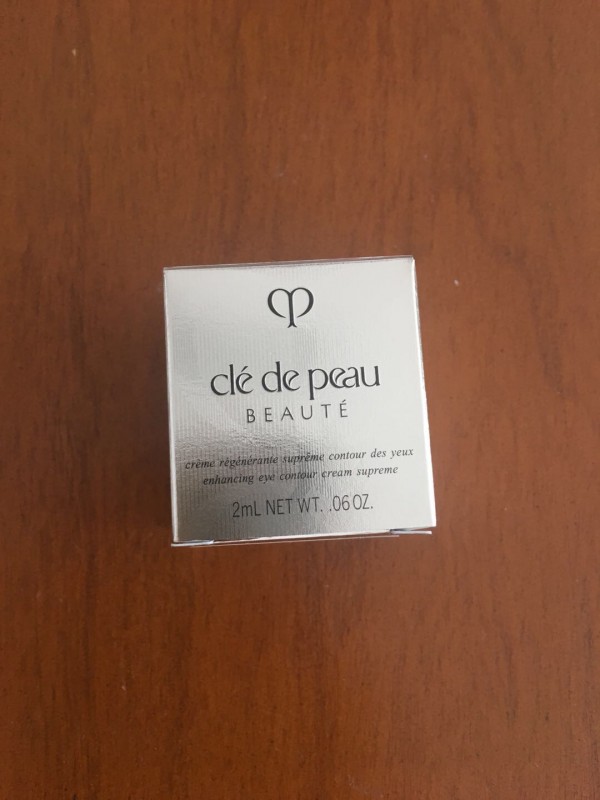 clé de peau
BEAUTÉ
crème régénérante suprême contour des yeux
enhancing eye contour cream supreme
2mL NET WT. .06 OZ.